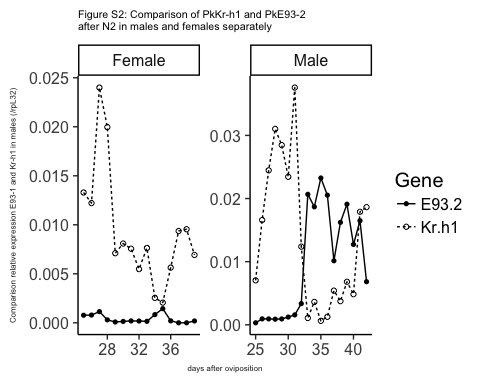 Figure S2: Comparison of PkKr-h1 and PkE93-2
after N2 in males and females separately
Female
Male
Comparison relative expression E93-1 and Kr-h1 in males (/rpL32)
0.025
0.020
0.015
0.010
0.005
0.000
0.03
0.02
0.01
0.00
28
32
36
25
30
35
40
days after oviposition
Gene
E93.2
Kr.h1